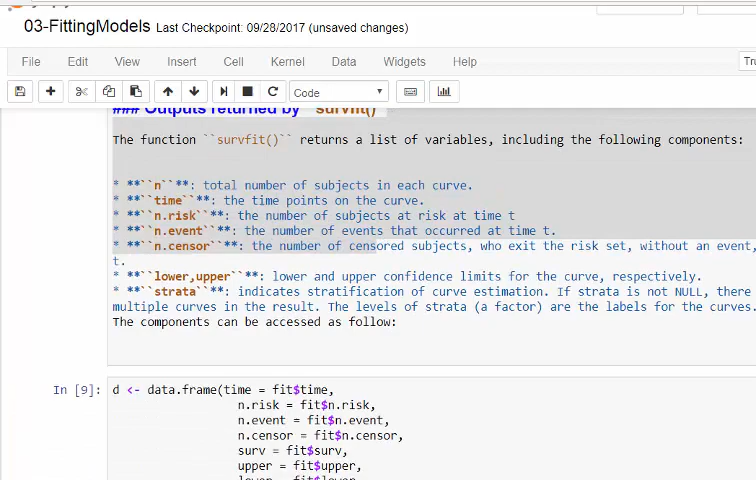 03-FittingModels Last Checkpoint: 09/28/2017 (unsaved changes)
File Edit View Insert Cell Kernel Data Widgets Help
Code
### Outputs returned by ``survfit()``
The function ``survfit()`` returns a list of variables, including the following components:
* **``n``**: total number of subjects in each curve.
* **``time``**: the time points on the curve.
* **``n.risk``**: the number of subjects at risk at time t
* **``n.event``**: the number of events that occurred at time t.
* **``n.censor``**: the number of censored subjects, who exit the risk set, without an event,
t.
* **``lower,upper``**: lower and upper confidence limits for the curve, respectively.
* **``strata``**: indicates stratification of curve estimation. If strata is not NULL, there
multiple curves in the result. The levels of strata (a factor) are the labels for the curves.
The components can be accessed as follow:
In [9]: d <- data.frame(time = fit$time,
n.risk = fit$n.risk,
n.event = fit$n.event,
n.censor = fit$n.censor,
surv = fit$surv,
upper = fit$upper,
lower = fit$lower